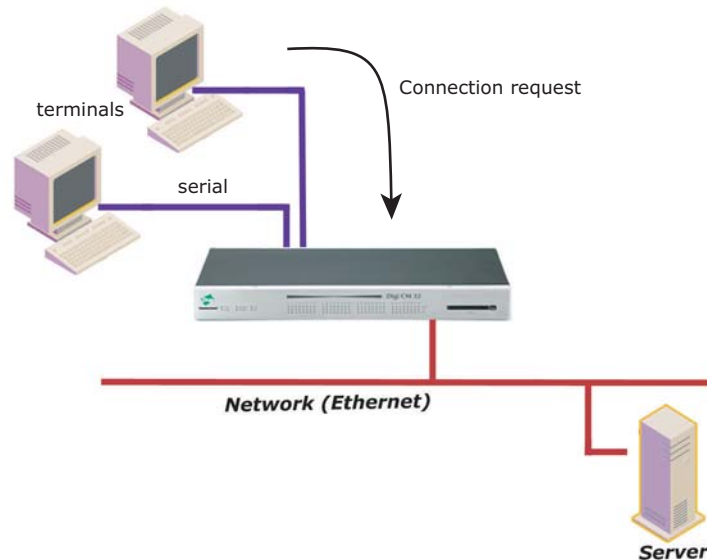 Connection request
terminals
serial
Digi CM 32
Network (Ethernet)
Server